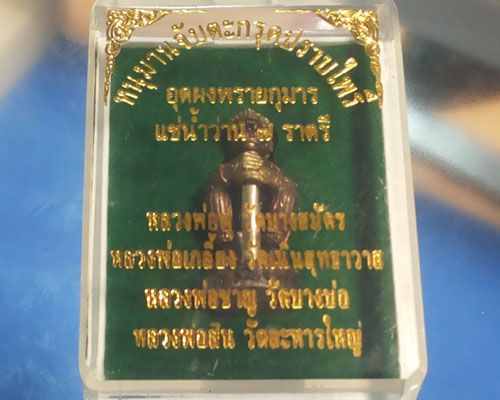 หนุมานจับตะกรุดปราบไพรี
อุดผงพรายกุมาร
แช่น้ำว่าน ๗ ราตรี
หลวงพ่อ วัดบางสมัคร
หลวงพ่อเกลื้อง วัดเนินสุทธาวาส
หลวงพ่อชาญ วัดบางบ่อ
หลวงพ่อสิน วัดละหารใหญ่